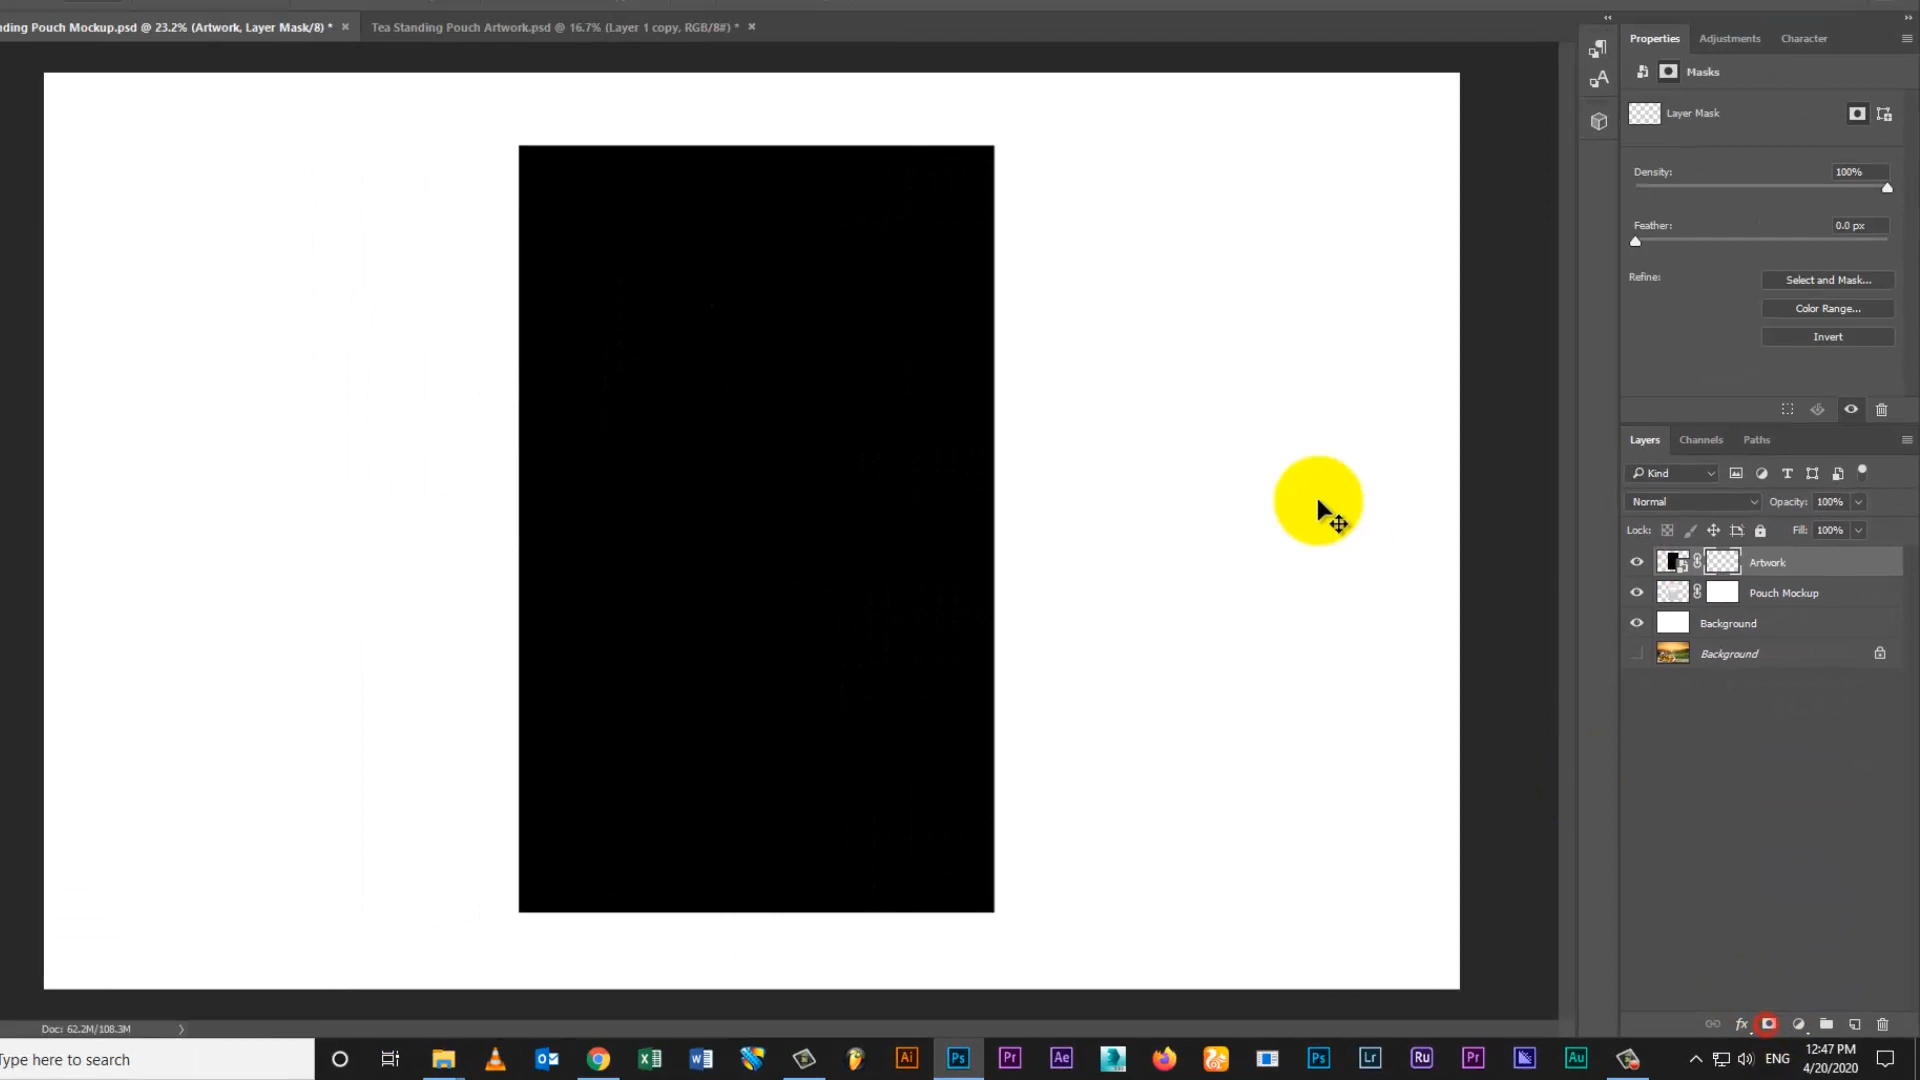 nding Pouch Mockup.psd @ 23.2% (Artwork, Layer Mask/8) *
Tea Standing Pouch Artwork.psd @ 16.7% (Layer 1 copy, RGB/8#) *
Properties
Adjustments
Character
Masks
Layer Mask
Density:
100%
Feather:
0.0 px
Refine:
Select and Mask...
Color Range...
Invert
Layers
Channels
Paths
Kind
Normal
Opacity:
100%
Lock:
Fill:
100%
Artwork
Pouch Mockup
Background
Background
fx
Doc: 62.2M/108.3M
Type here to search
Ai
Ps
Pr
Ae
Ps
Lr
Ru
Pr
Au
ENG
12:47 PM
4/20/2020